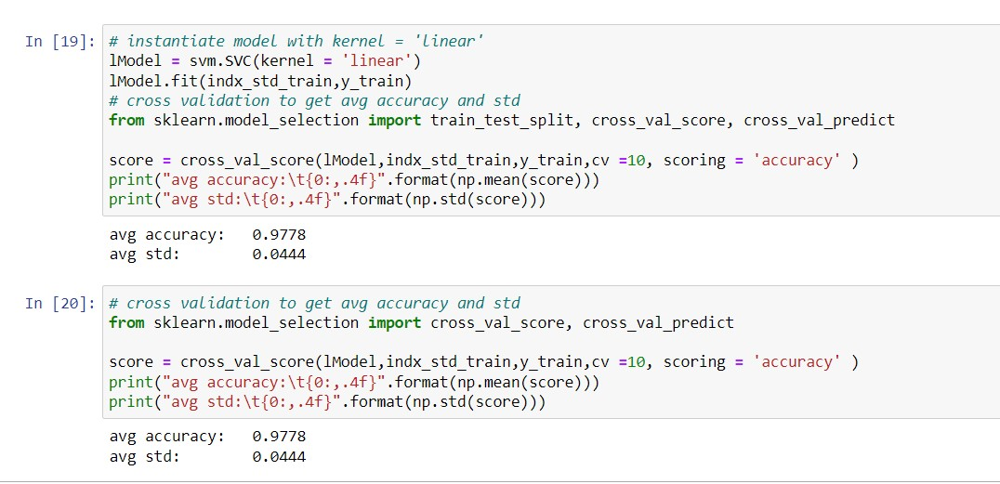 In [19]: # instantiate model with kernel = 'linear'
lModel = svm.SVC(kernel = 'linear')
lModel.fit(indx_std_train,y_train)
# cross validation to get avg accuracy and std
from sklearn.model_selection import train_test_split, cross_val_score, cross_val_predict
score = cross_val_score(lModel,indx_std_train,y_train,cv =10, scoring = 'accuracy' )
print("avg accuracy:\t{0:,.4f}".format(np.mean(score)))
print("avg std:\t{0:,.4f}".format(np.std(score)))
avg accuracy: 0.9778
avg std: 0.0444
In [20]: # cross validation to get avg accuracy and std
from sklearn.model_selection import cross_val_score, cross_val_predict
score = cross_val_score(lModel,indx_std_train,y_train,cv =10, scoring = 'accuracy' )
print("avg accuracy:\t{0:,.4f}".format(np.mean(score)))
print("avg std:\t{0:,.4f}".format(np.std(score)))
avg accuracy: 0.9778
avg std: 0.0444